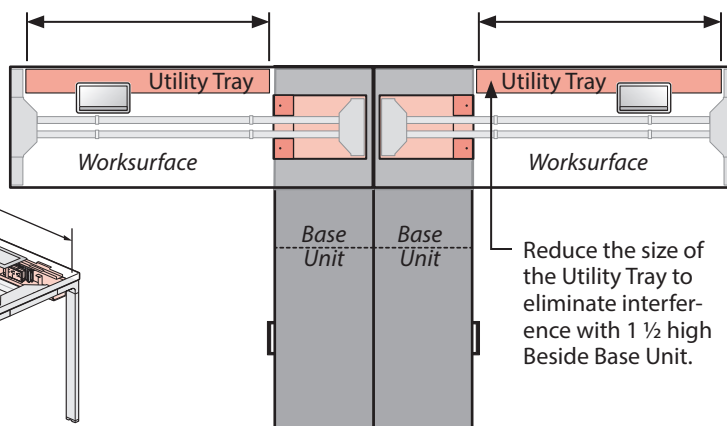 Utility Tray
Utility Tray
Worksurface
Worksurface
Base
Unit
Base
Unit
Reduce the size of
the Utility Tray to
eliminate interfer-
ence with 1 ½ high
Beside Base Unit.